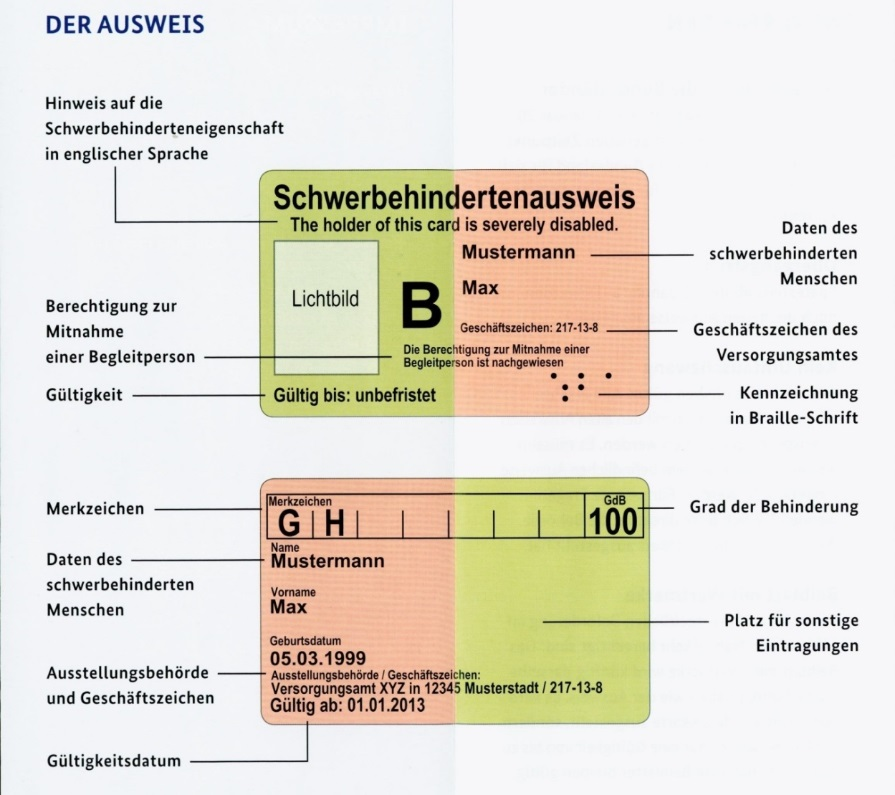 DER AUSWEIS
Hinweis auf die
Schwerbehinderteneigenschaft
in englischer Sprache
Schwerbehindertenausweis
The holder of this card is severely disabled.
Lichtbild
B
Mustermann
Max
Geschäftszeichen: 217-13-8
Die Berechtigung zur Mitnahme einer
Begleitperson ist nachgewiesen
Gültig bis: unbefristet
Daten des
schwerbehinderten
Menschen
Berechtigung zur
Mitnahme
einer Begleitperson
Geschäftszeichen des
Versorgungsamtes
Gültigkeit
Kennzeichnung
in Braille-Schrift
Merkzeichen
Merkzeichen
G H
GdB
100
Grad der Behinderung
Name
Mustermann
Vorname
Max
Geburtsdatum
05.03.1999
Ausstellungsbehörde / Geschäftszeichen:
Versorgungsamt XYZ in 12345 Musterstadt / 217-13-8
Gültig ab: 01.01.2013
Daten des
schwerbehinderten
Menschen
Platz für sonstige
Eintragungen
Ausstellungsbehörde
und Geschäftszeichen
Gültigkeitsdatum